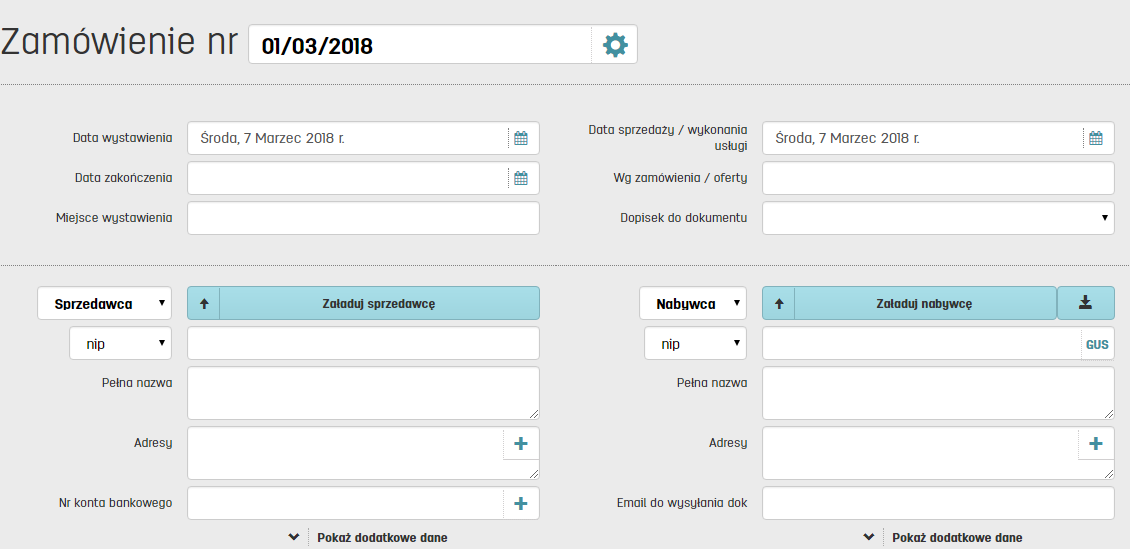 Zamówienie nr 01/03/2018
Data wystawienia Środa, 7 Marzec 2018 r.
Data sprzedaży / wykonania
usługi Środa, 7 Marzec 2018 r.
Data zakończenia
Wg zamówienia / oferty
Miejsce wystawienia
Dopisek do dokumentu
Sprzedawca Załaduj sprzedawcę
Nabywca Załaduj nabywcę
nip
nip GUS
Pełna nazwa
Pełna nazwa
Adresy
Adresy
Nr konta bankowego
Email do wysyłania dok
Pokaż dodatkowe dane
Pokaż dodatkowe dane